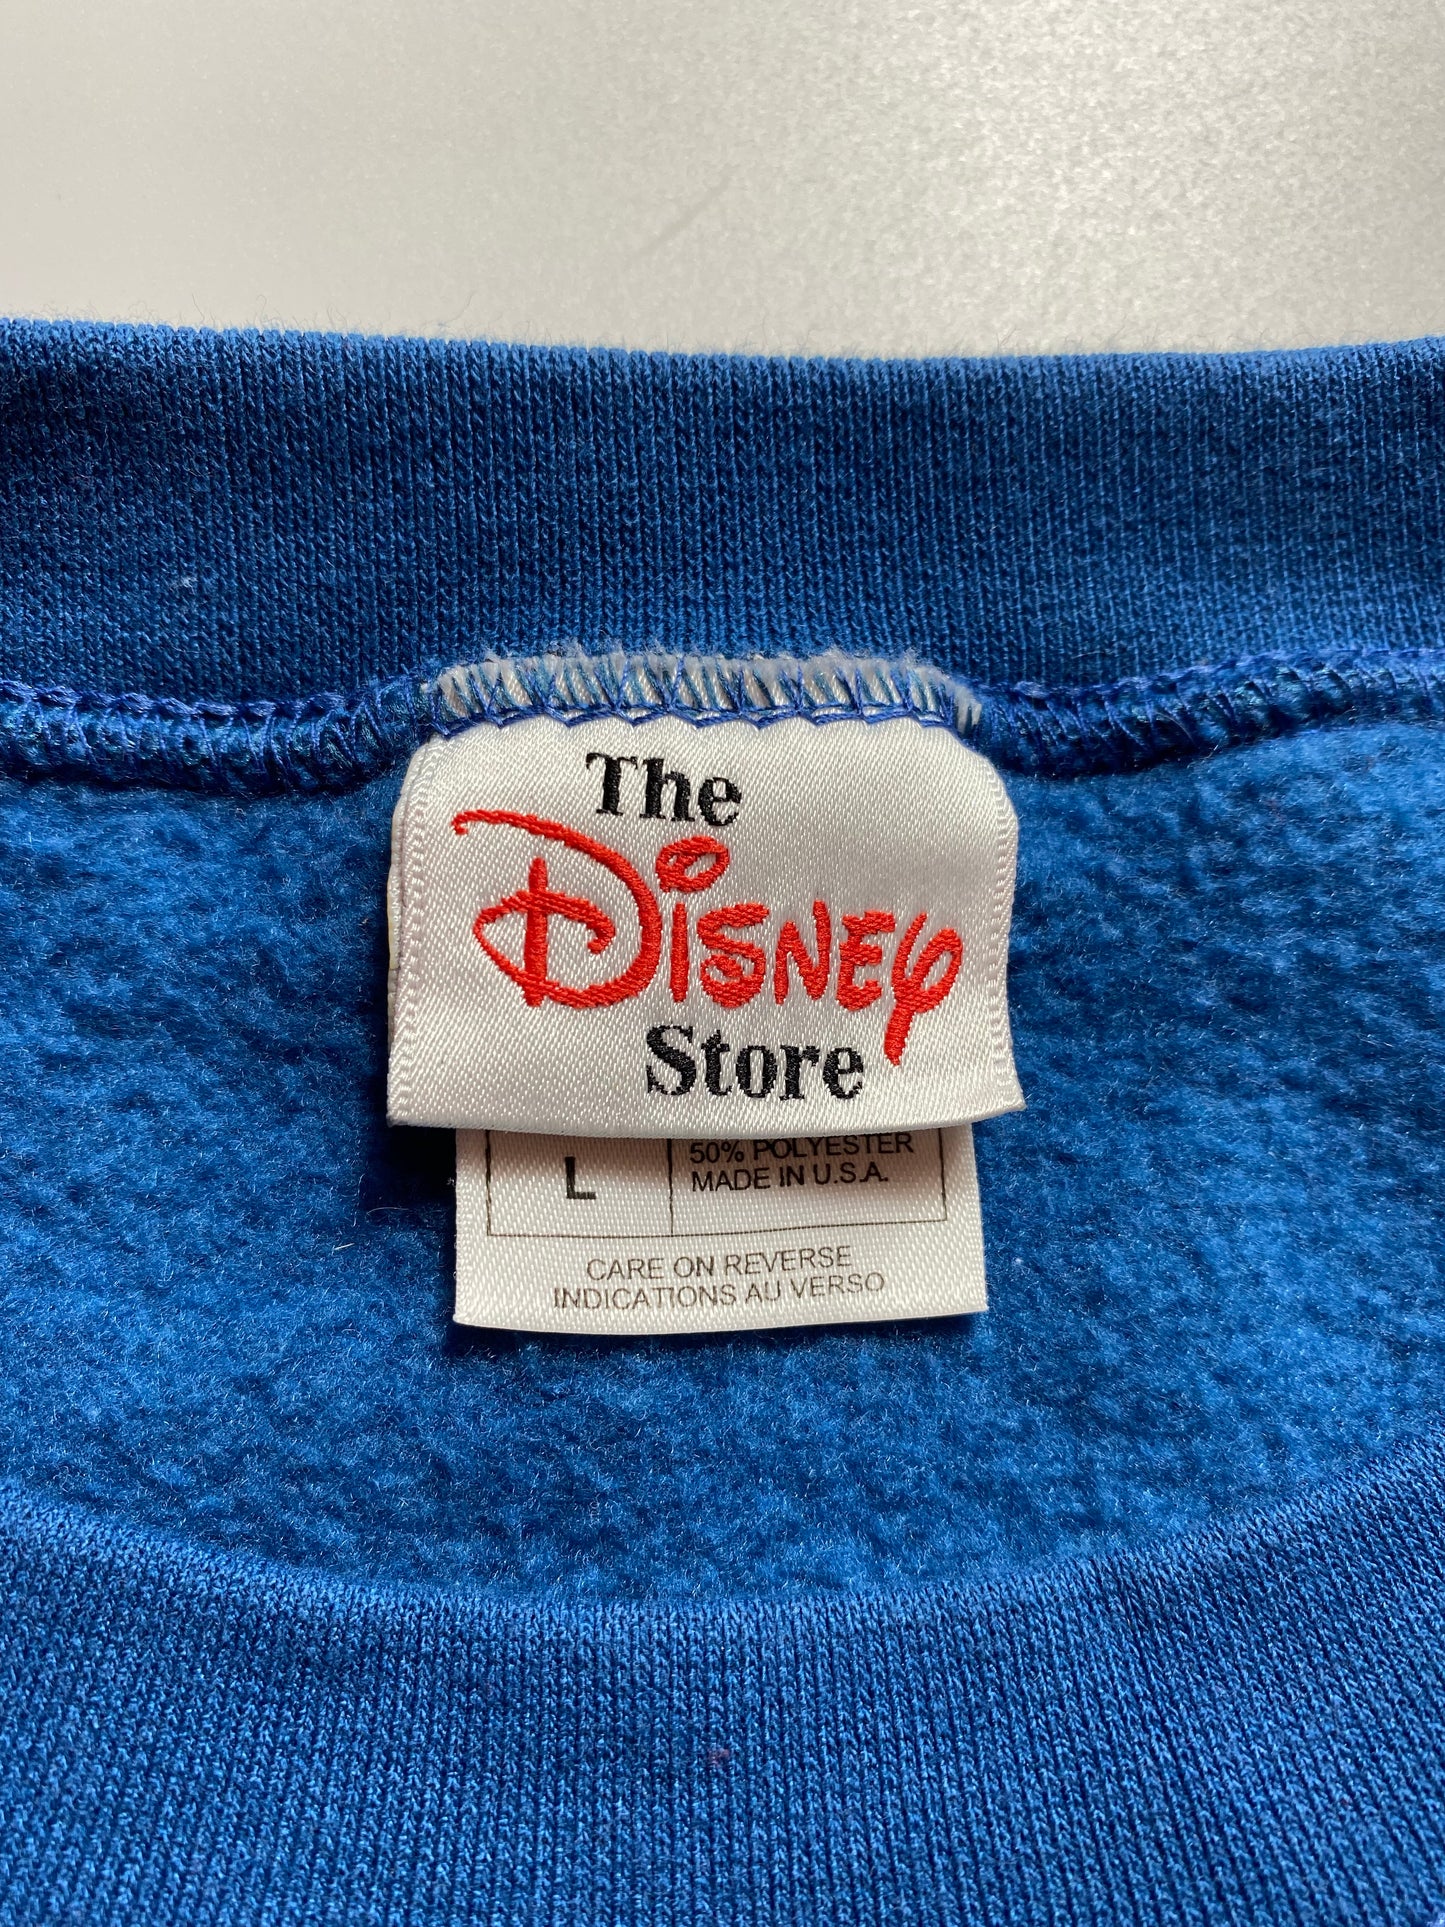 The
Disney
Store
50% POLYESTER
L MADE IN U.S.A.
CARE ON REVERSE
INDICATIONS AU VERSO